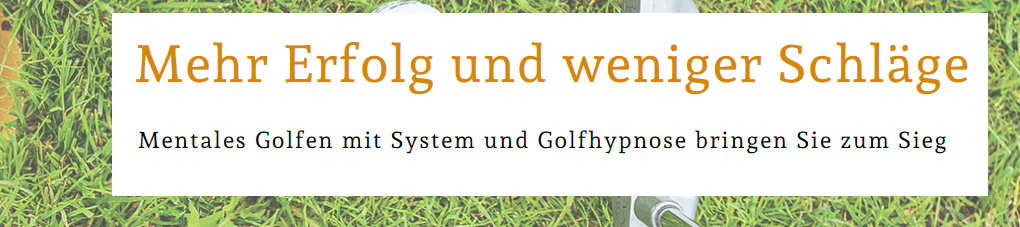 Mehr Erfolg und weniger Schläge
Mentales Golfen mit System und Golfhypnose bringen Sie zum Sieg